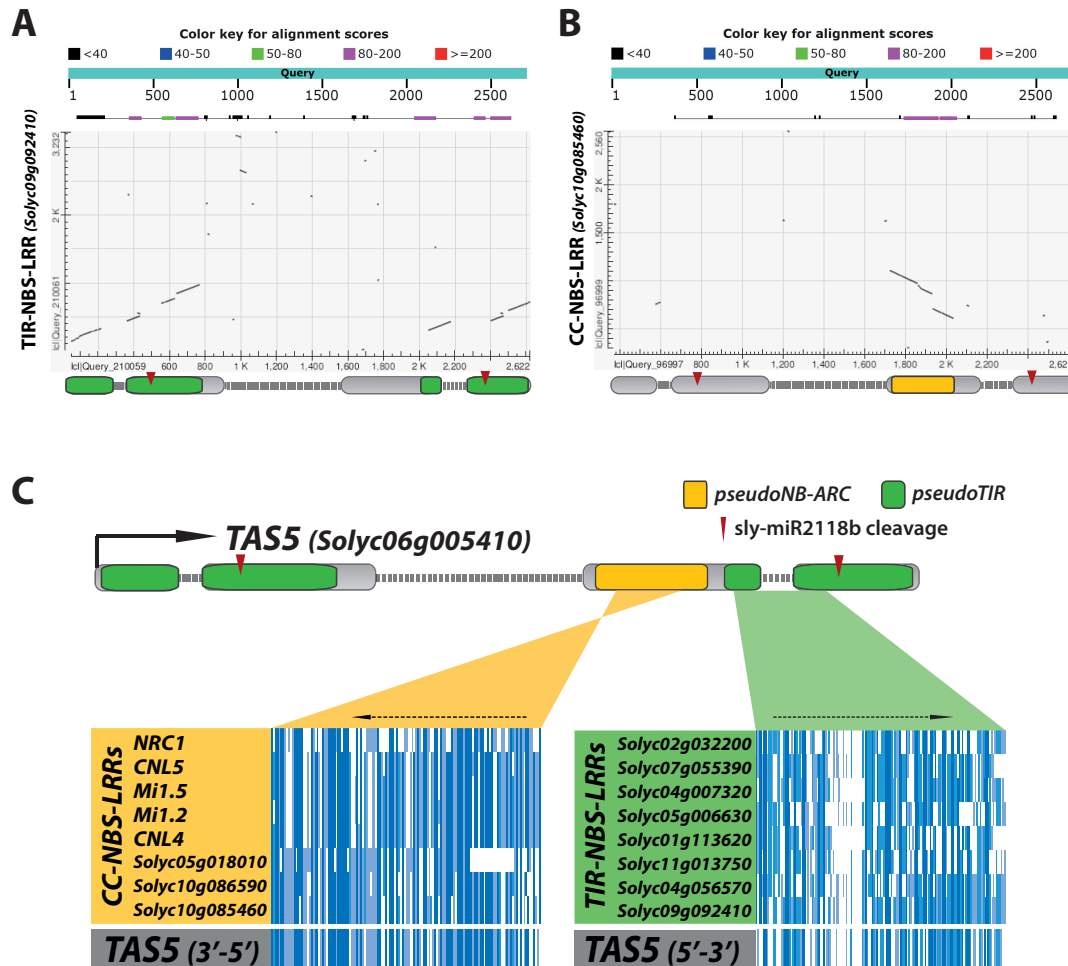 A
Color key for alignment scores
<40 40-50 50-80 80-200 >=200
Query
1 500 1000 1500 2000 2500
TIR-NBS-LRR (Solyc09g092410)
3,232
2 K
lcl|Query_210061
lcl|Query_210059 600 800 1 K 1,200 1,400 1,600 1,800 2 K 2,200 2,622
B
Color key for alignment scores
<40 40-50 50-80 80-200 >=200
Query
1 500 1000 1500 2000 2500
CC-NBS-LRR (Solyc10g085460)
2,560
2 K
1,500
lcl|Query_96999
lcl|Query_96997 800 1 K 1,200 1,400 1,600 1,800 2 K 2,200 2,62
C
pseudoNB-ARC pseudoTIR
sly-miR2118b cleavage
TAS5 (Solyc06g005410)
CC-NBS-LRRs
NRC1
CNL5
Mi1.5
Mi1.2
CNL4
Solyc05g018010
Solyc10g086590
Solyc10g085460
TAS5 (3′-5′)
TIR-NBS-LRRs
Solyc02g032200
Solyc07g055390
Solyc04g007320
Solyc05g006630
Solyc01g113620
Solyc11g013750
Solyc04g056570
Solyc09g092410
TAS5 (5′-3′)